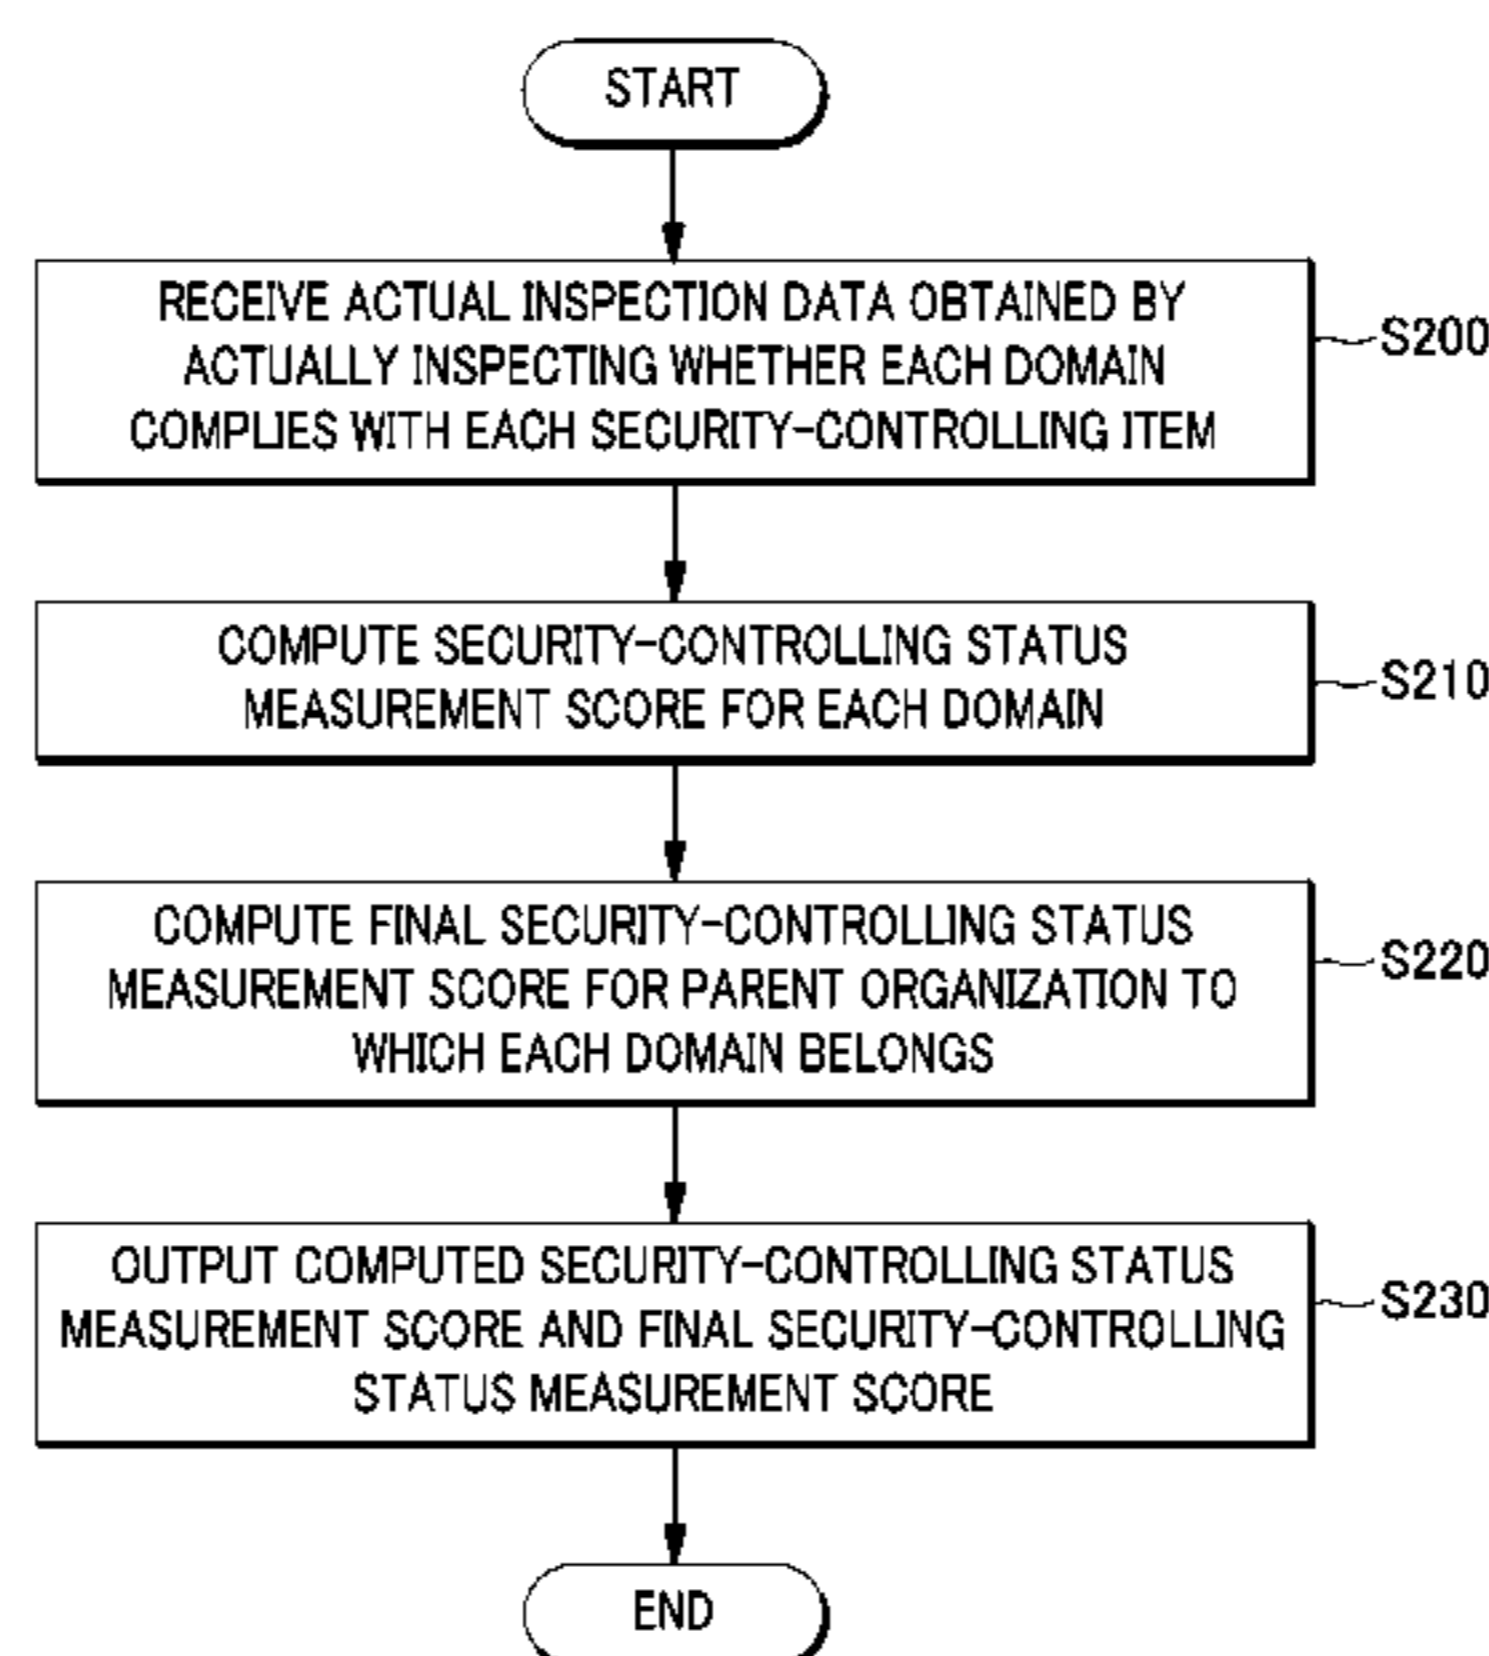 START
RECEIVE ACTUAL INSPECTION DATA OBTAINED BY
ACTUALLY INSPECTING WHETHER EACH DOMAIN
COMPLIES WITH EACH SECURITY-CONTROLLING ITEM
S200
COMPUTE SECURITY-CONTROLLING STATUS
MEASUREMENT SCORE FOR EACH DOMAIN
S210
COMPUTE FINAL SECURITY-CONTROLLING STATUS
MEASUREMENT SCORE FOR PARENT ORGANIZATION TO
WHICH EACH DOMAIN BELONGS
S220
OUTPUT COMPUTED SECURITY-CONTROLLING STATUS
MEASUREMENT SCORE AND FINAL SECURITY-CONTROLLING
STATUS MEASUREMENT SCORE
S230
END